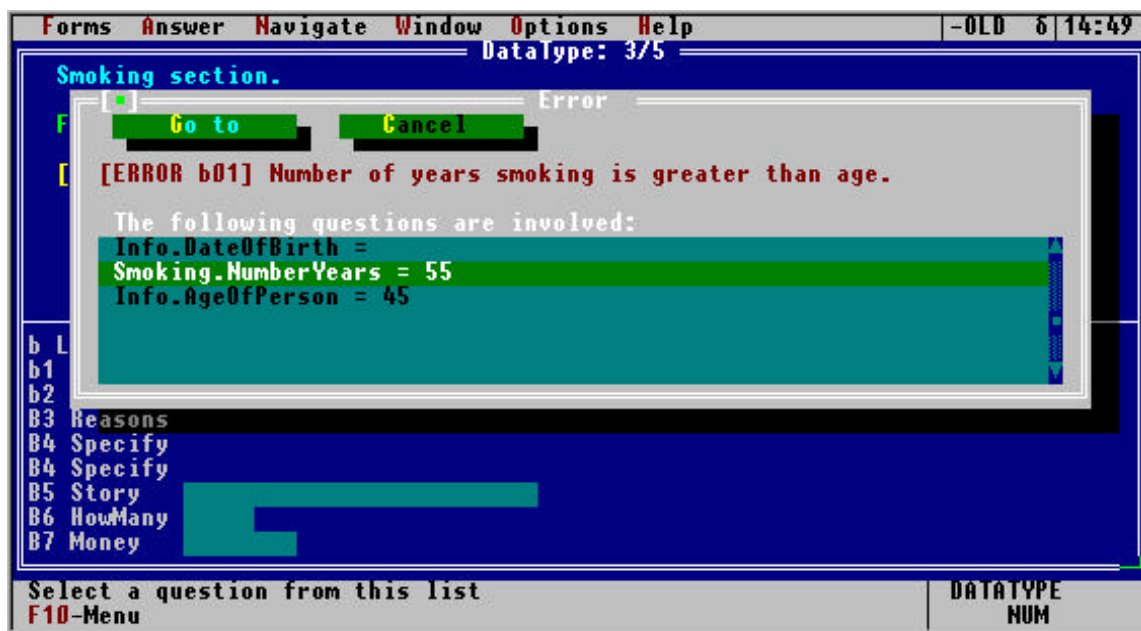 Forms Answer Navigate Window Options Help -OLD δ 14:49
DataType: 3/5
Smoking section.
[▪] Error
F Go to Cancel
[ [ERROR b01] Number of years smoking is greater than age.
The following questions are involved:
Info.DateOfBirth =
Smoking.NumberYears = 55
Info.AgeOfPerson = 45
b L
b1
b2
B3 Reasons
B4 Specify
B4 Specify
B5 Story
B6 HowMany
B7 Money
Select a question from this list DATATYPE
F10-Menu NUM